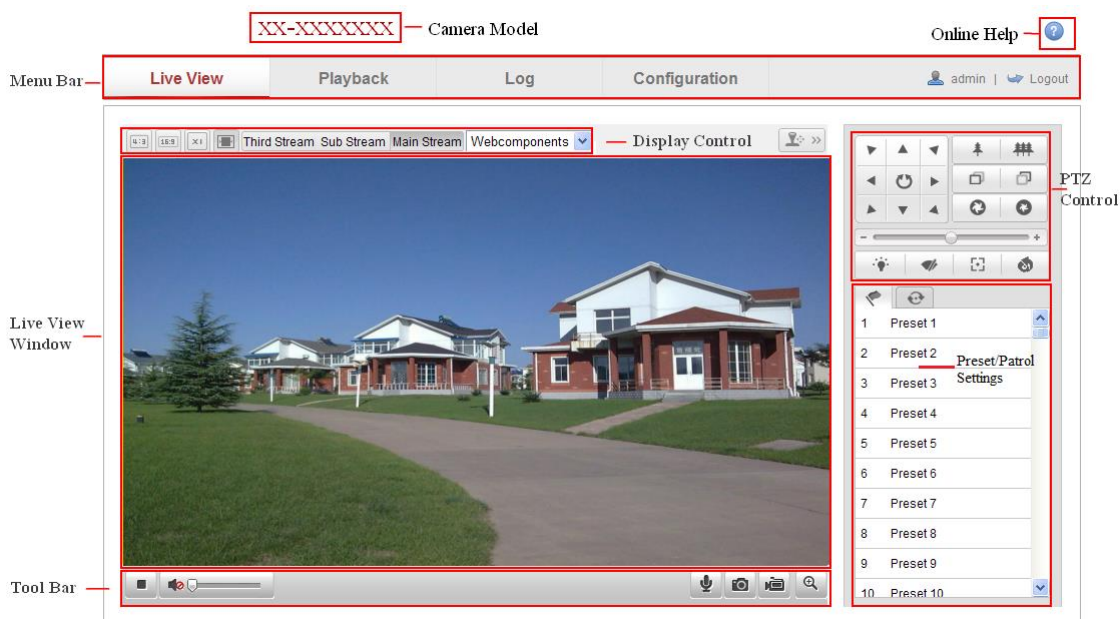 XX-XXXXXXX
Camera Model
Online Help
?
Menu Bar
Live View
Playback
Log
Configuration
admin | Logout
4:3 16:9 X1 Third Stream Sub Stream Main Stream Webcomponents
Display Control
PTZ
Control
Live View
Window
1 Preset 1
2 Preset 2
Preset/Patrol
Settings
3 Preset 3
4 Preset 4
5 Preset 5
6 Preset 6
7 Preset 7
8 Preset 8
9 Preset 9
10 Preset 10
Tool Bar